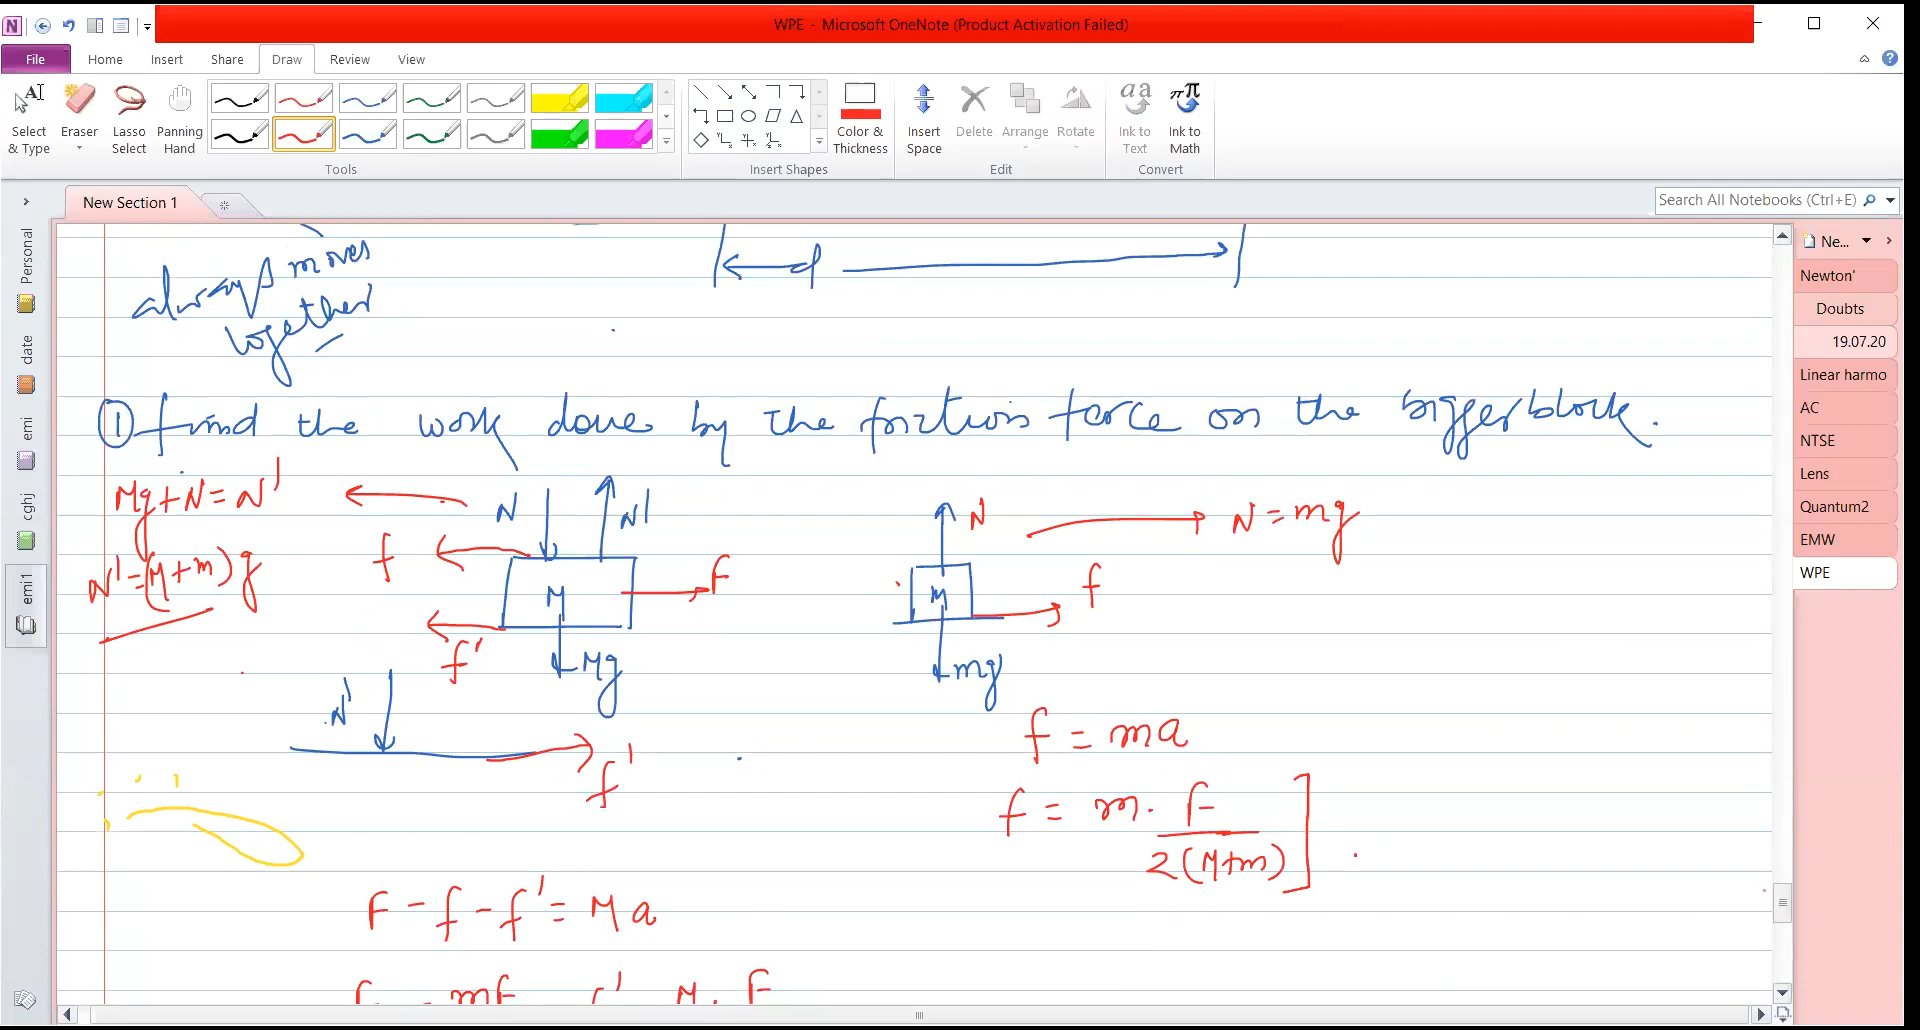 WPE - Microsoft OneNote (Product Activation Failed)
File Home Insert Share Draw Review View
Select & Type
Eraser
Lasso Select
Panning Hand
Color & Thickness
Insert Space
Delete
Arrange
Rotate
Ink to Text
Ink to Math
Tools
Insert Shapes
Edit
Convert
New Section 1
Search All Notebooks (Ctrl+E)
Personal
date
emi
cghj
emi1
Ne...
Newton'
Doubts
19.07.20
Linear harmo
AC
NTSE
Lens
Quantum2
EMW
WPE
always moves
together
d
① find the work done by the friction force on the bigger block.
Mg+N=N'
N'=(M+m)g
N
N'
f
F
M
f'
Mg
N'
f'
N
N = mg
M
f
mg
f = ma
f = m. F/2(M+m)
F - f - f' = Ma